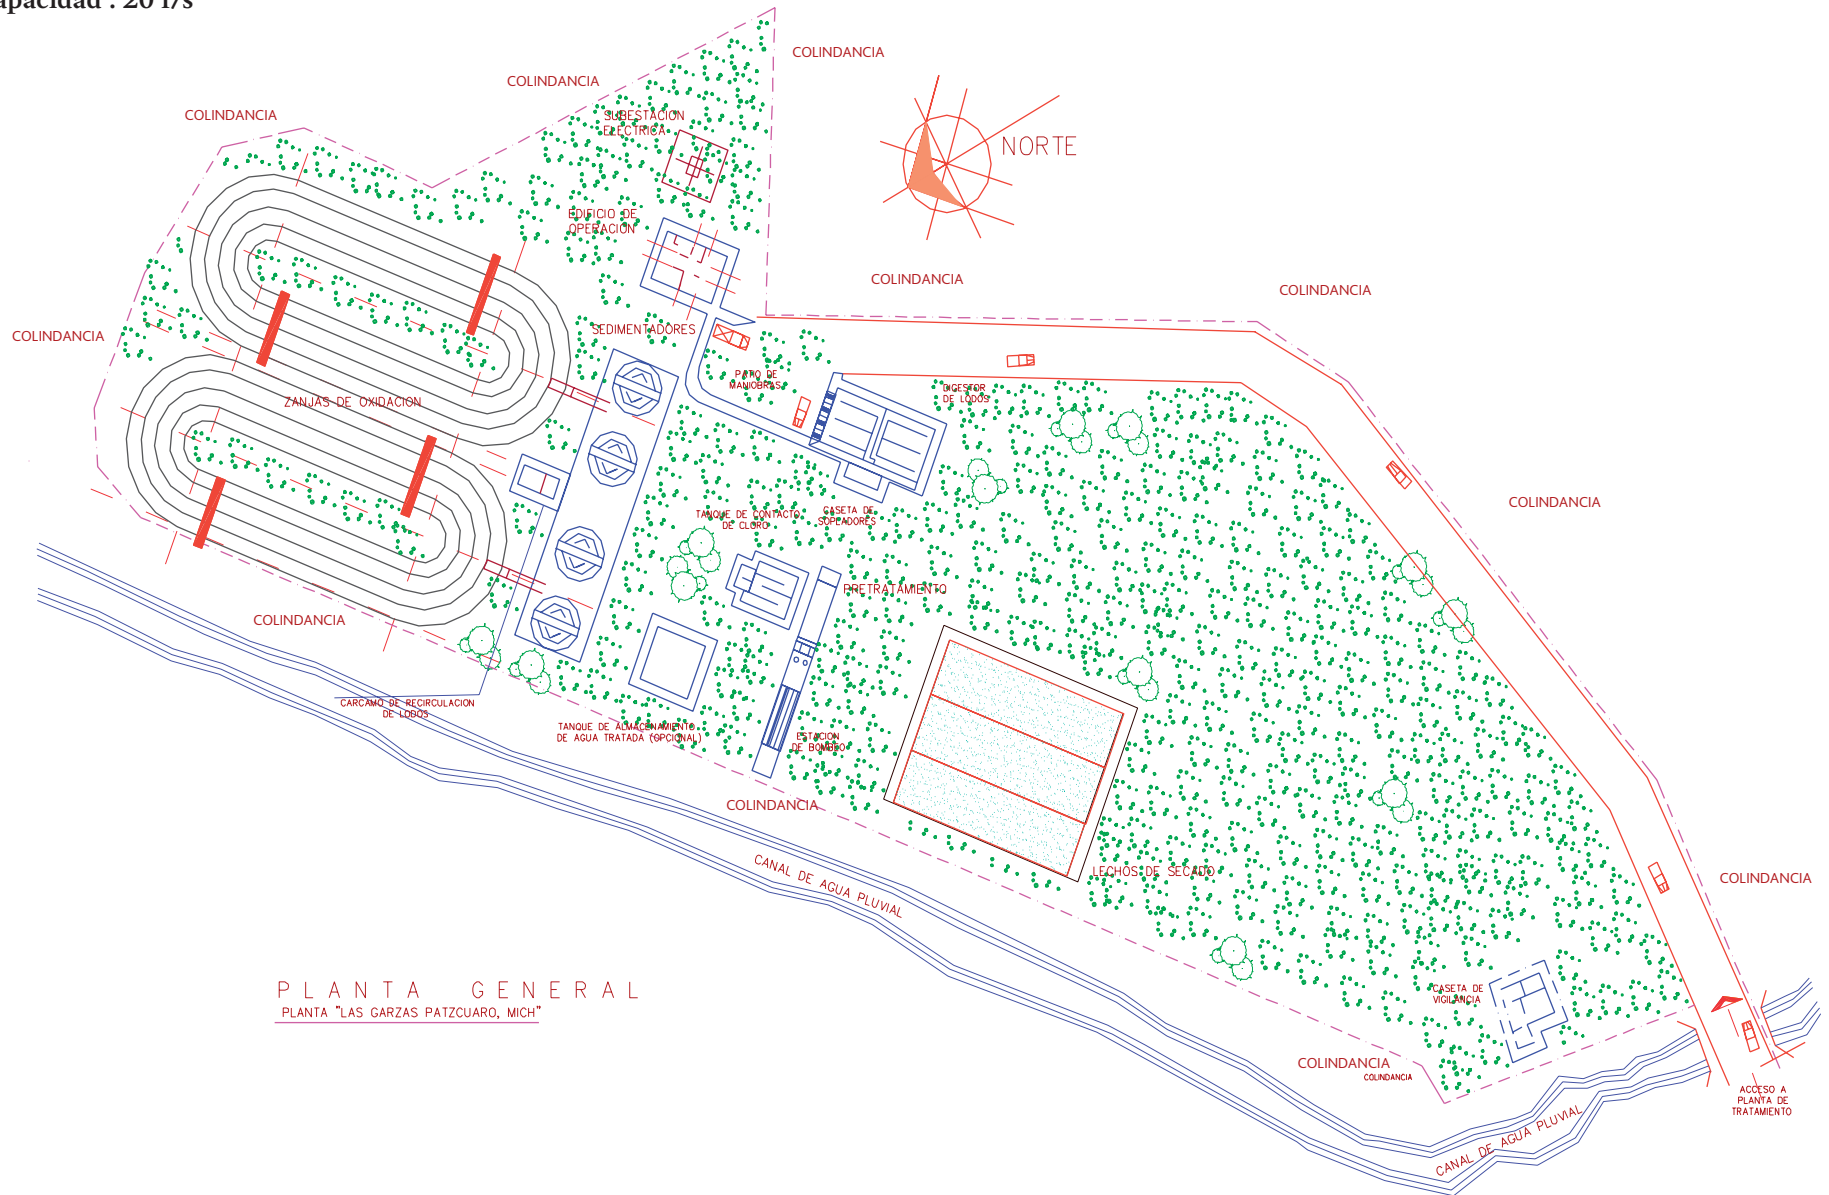 apacidad : 20 l/s
COLINDANCIA
COLINDANCIA
COLINDANCIA
SUBESTACION
ELECTRICA
NORTE
EDIFICIO DE
OPERACION
COLINDANCIA
COLINDANCIA
COLINDANCIA
SEDIMENTADORES
PATIO DE
MANIOBRAS
DIGESTOR
DE LODOS
ZANJAS DE OXIDACION
COLINDANCIA
TANQUE DE CONTACTO
DE CLORO
CASETA DE
SOPLADORES
PRETRATAMIENTO
COLINDANCIA
CARCAMO DE RECIRCULACION
DE LODOS
TANQUE DE ALMACENAMIENTO
DE AGUA TRATADA (OPCIONAL)
ESTACION
DE BOMBEO
COLINDANCIA
CANAL DE AGUA PLUVIAL
LECHOS DE SECADO
COLINDANCIA
PLANTA GENERAL
PLANTA "LAS GARZAS PATZCUARO, MICH"
CASETA DE
VIGILANCIA
COLINDANCIA
COLINDANCIA
ACCESO A
PLANTA DE
TRATAMIENTO
CANAL DE AGUA PLUVIAL